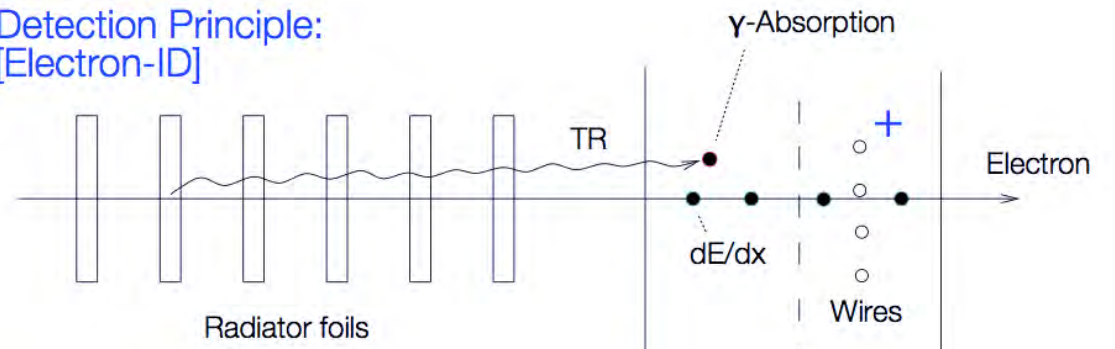 Detection Principle:
[Electron-ID]
γ-Absorption
TR
+
Electron
dE/dx
Wires
Radiator foils